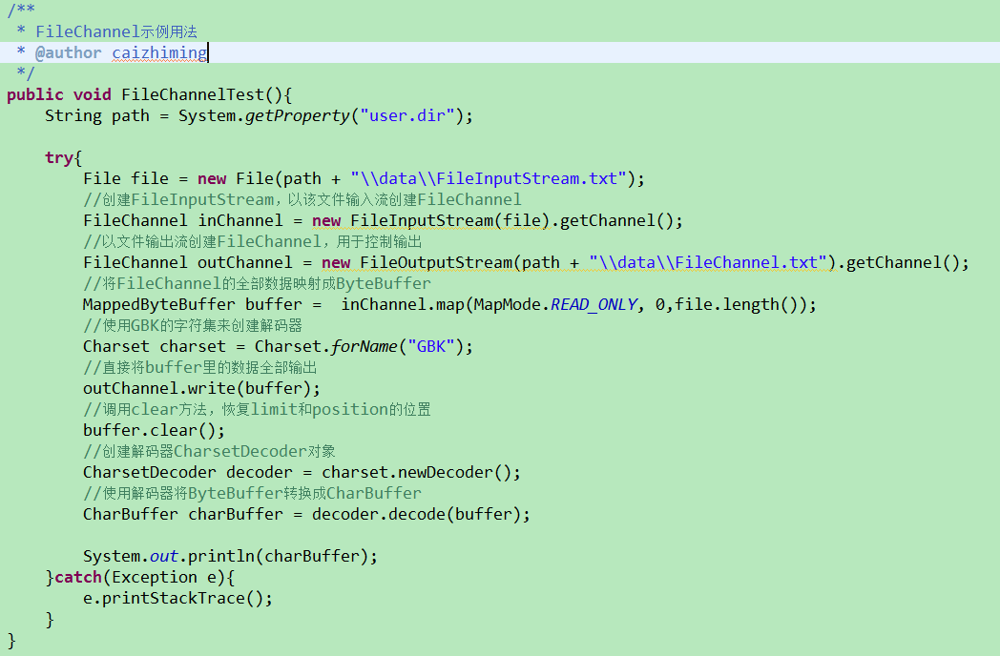 /**
 * FileChannel示例用法
 * @author caizhiming
 */
public void FileChannelTest(){
    String path = System.getProperty("user.dir");
    try{
        File file = new File(path + "\\data\\FileInputStream.txt");
        //创建FileInputStream，以该文件输入流创建FileChannel
        FileChannel inChannel = new FileInputStream(file).getChannel();
        //以文件输出流创建FileChannel，用于控制输出
        FileChannel outChannel = new FileOutputStream(path + "\\data\\FileChannel.txt").getChannel();
        //将FileChannel的全部数据映射成ByteBuffer
        MappedByteBuffer buffer =  inChannel.map(MapMode.READ_ONLY, 0,file.length());
        //使用GBK的字符集来创建解码器
        Charset charset = Charset.forName("GBK");
        //直接将buffer里的数据全部输出
        outChannel.write(buffer);
        //调用clear方法，恢复limit和position的位置
        buffer.clear();
        //创建解码器CharsetDecoder对象
        CharsetDecoder decoder = charset.newDecoder();
        //使用解码器将ByteBuffer转换成CharBuffer
        CharBuffer charBuffer = decoder.decode(buffer);
        System.out.println(charBuffer);
    }catch(Exception e){
        e.printStackTrace();
    }
}